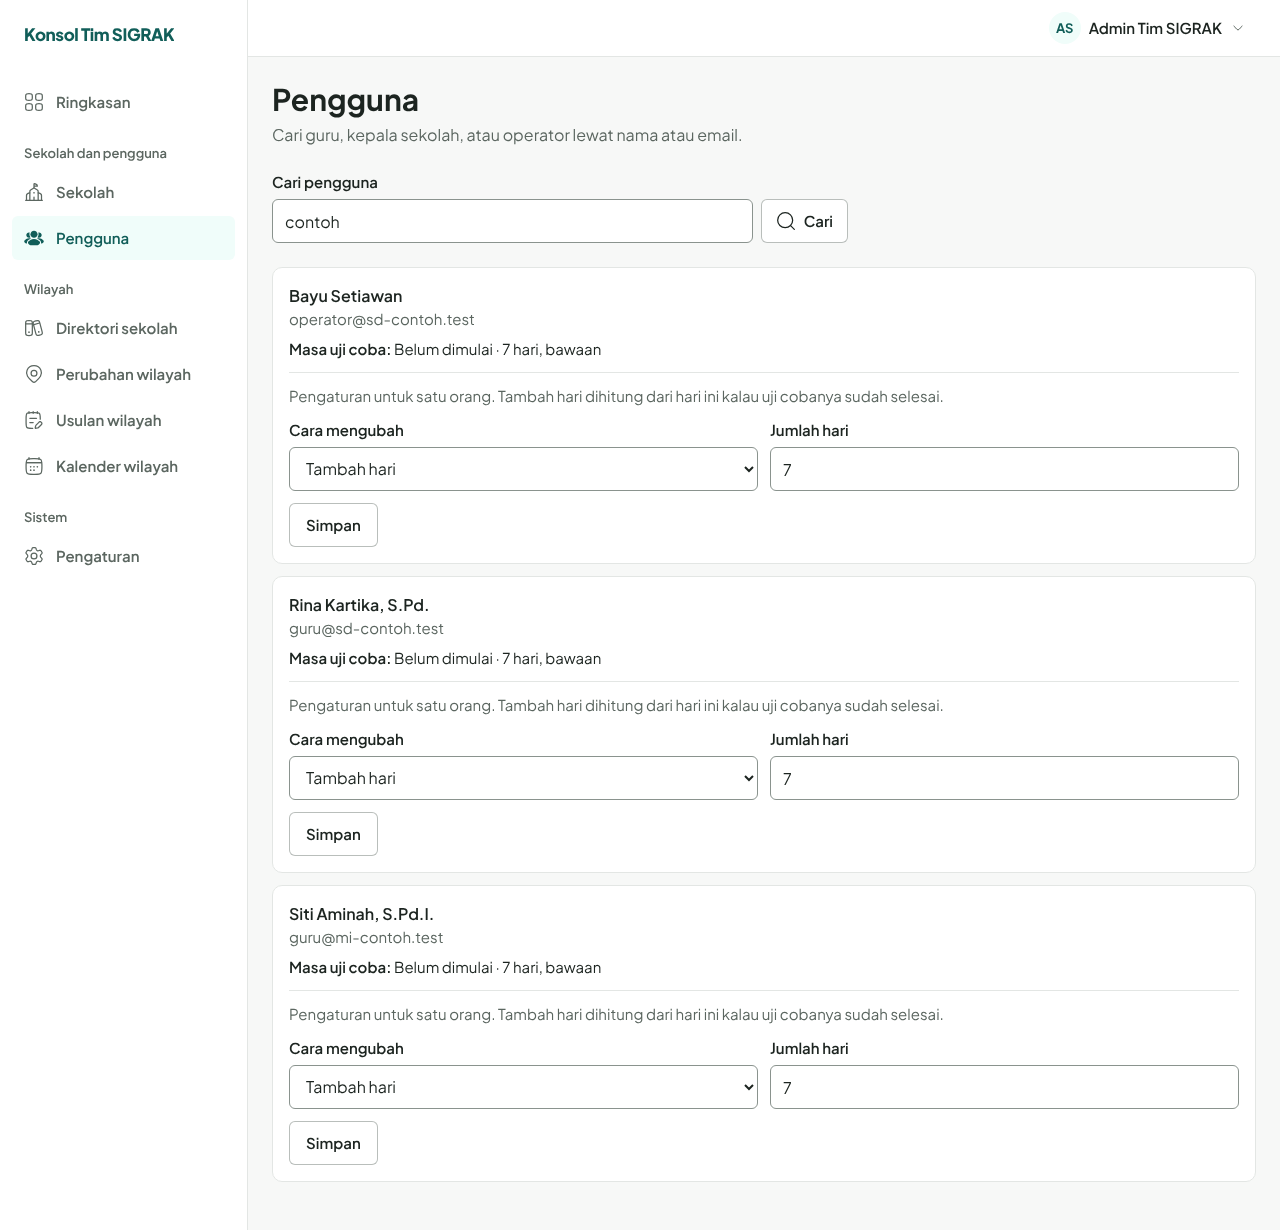 Konsol Tim SIGRAK
AS Admin Tim SIGRAK
Ringkasan
Sekolah dan pengguna
Sekolah
Pengguna
Wilayah
Direktori sekolah
Perubahan wilayah
Usulan wilayah
Kalender wilayah
Sistem
Pengaturan
Pengguna
Cari guru, kepala sekolah, atau operator lewat nama atau email.
Cari pengguna
contoh
Cari
Bayu Setiawan
operator@sd-contoh.test
Masa uji coba: Belum dimulai · 7 hari, bawaan
Pengaturan untuk satu orang. Tambah hari dihitung dari hari ini kalau uji cobanya sudah selesai.
Cara mengubah
Jumlah hari
Tambah hari
7
Simpan
Rina Kartika, S.Pd.
guru@sd-contoh.test
Masa uji coba: Belum dimulai · 7 hari, bawaan
Pengaturan untuk satu orang. Tambah hari dihitung dari hari ini kalau uji cobanya sudah selesai.
Cara mengubah
Jumlah hari
Tambah hari
7
Simpan
Siti Aminah, S.Pd.I.
guru@mi-contoh.test
Masa uji coba: Belum dimulai · 7 hari, bawaan
Pengaturan untuk satu orang. Tambah hari dihitung dari hari ini kalau uji cobanya sudah selesai.
Cara mengubah
Jumlah hari
Tambah hari
7
Simpan